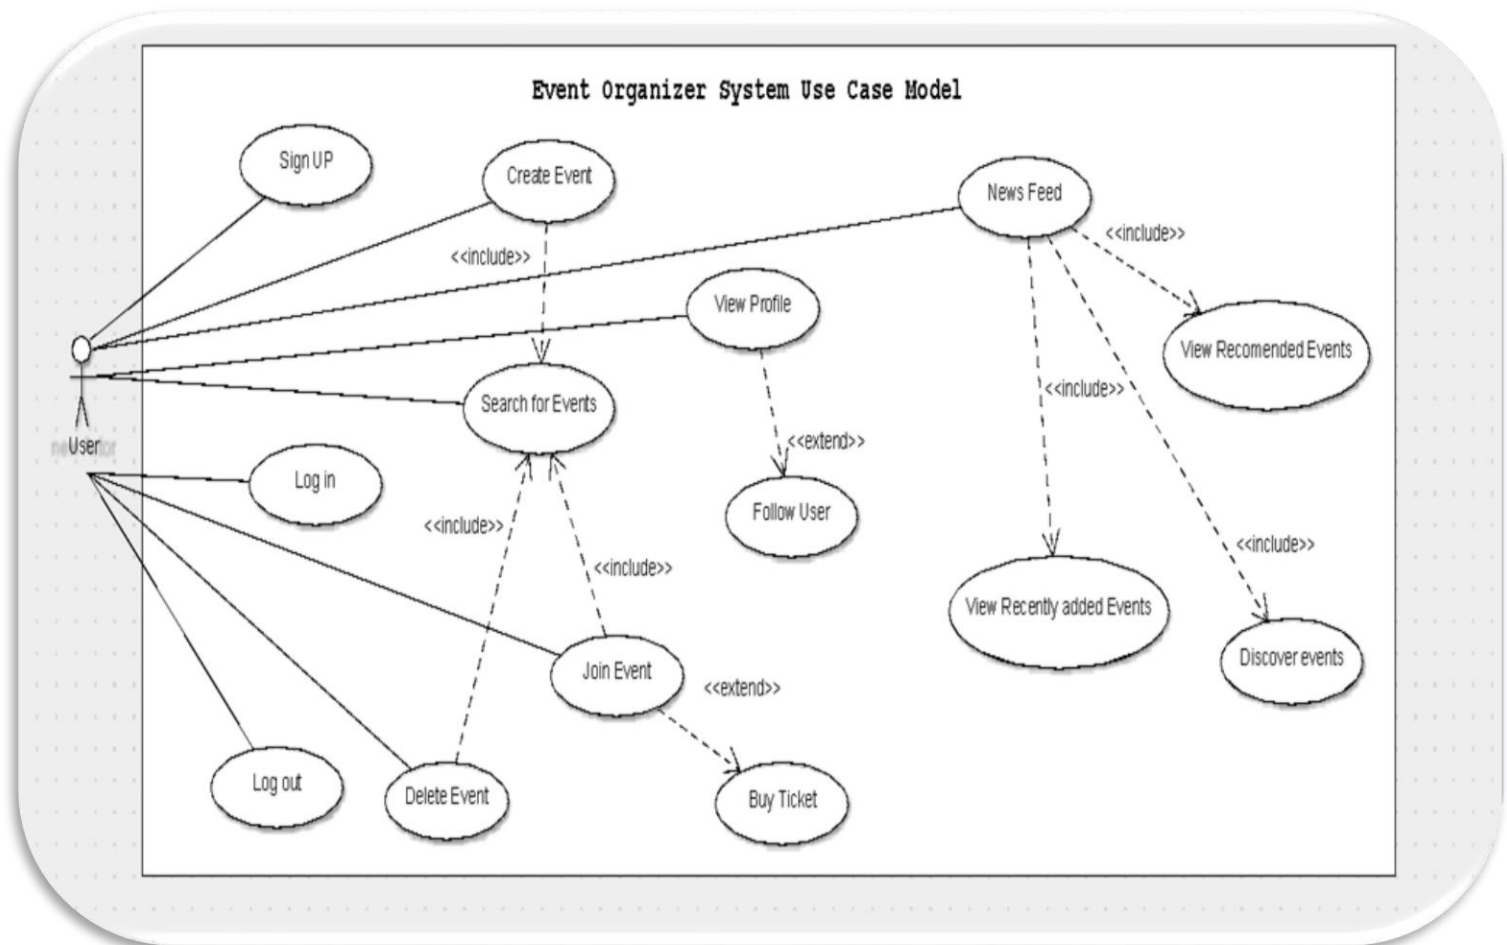 Event Organizer System Use Case Model
Sign UP
Create Event
News Feed
<<include>>
<<include>>
View Profile
View Recomended Events
Search for Events
<<include>>
User
<<extend>>
Log in
Follow User
<<include>>
<<include>>
<<include>>
View Recently added Events
Discover events
Join Event
<<extend>>
Log out
Delete Event
Buy Ticket